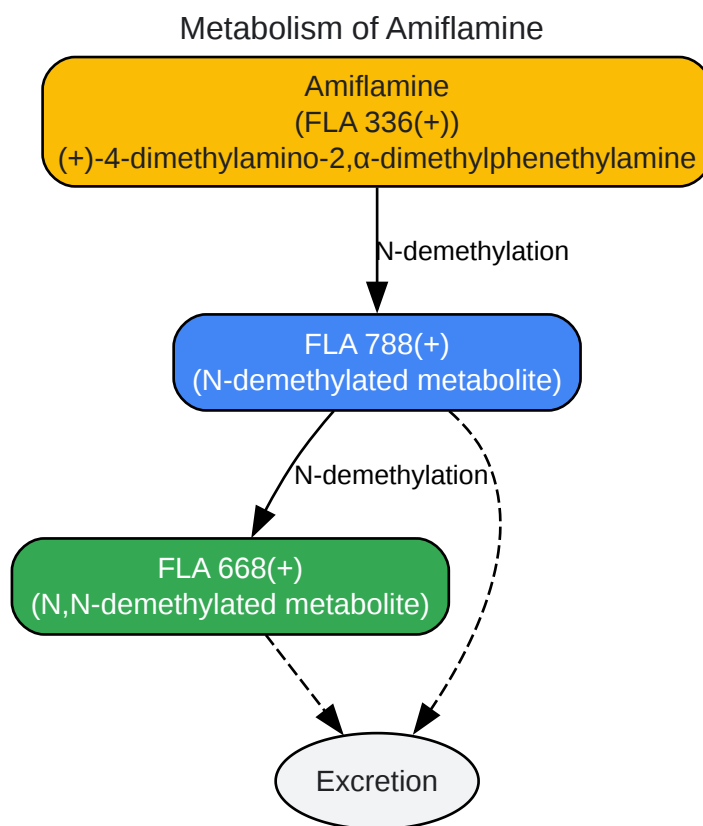 Metabolism of Amiflamine
Amiflamine
(FLA 336(+))
(+)-4-dimethylamino-2,α-dimethylphenethylamine
N-demethylation
FLA 788(+)
(N-demethylated metabolite)
N-demethylation
FLA 668(+)
(N,N-demethylated metabolite)
Excretion